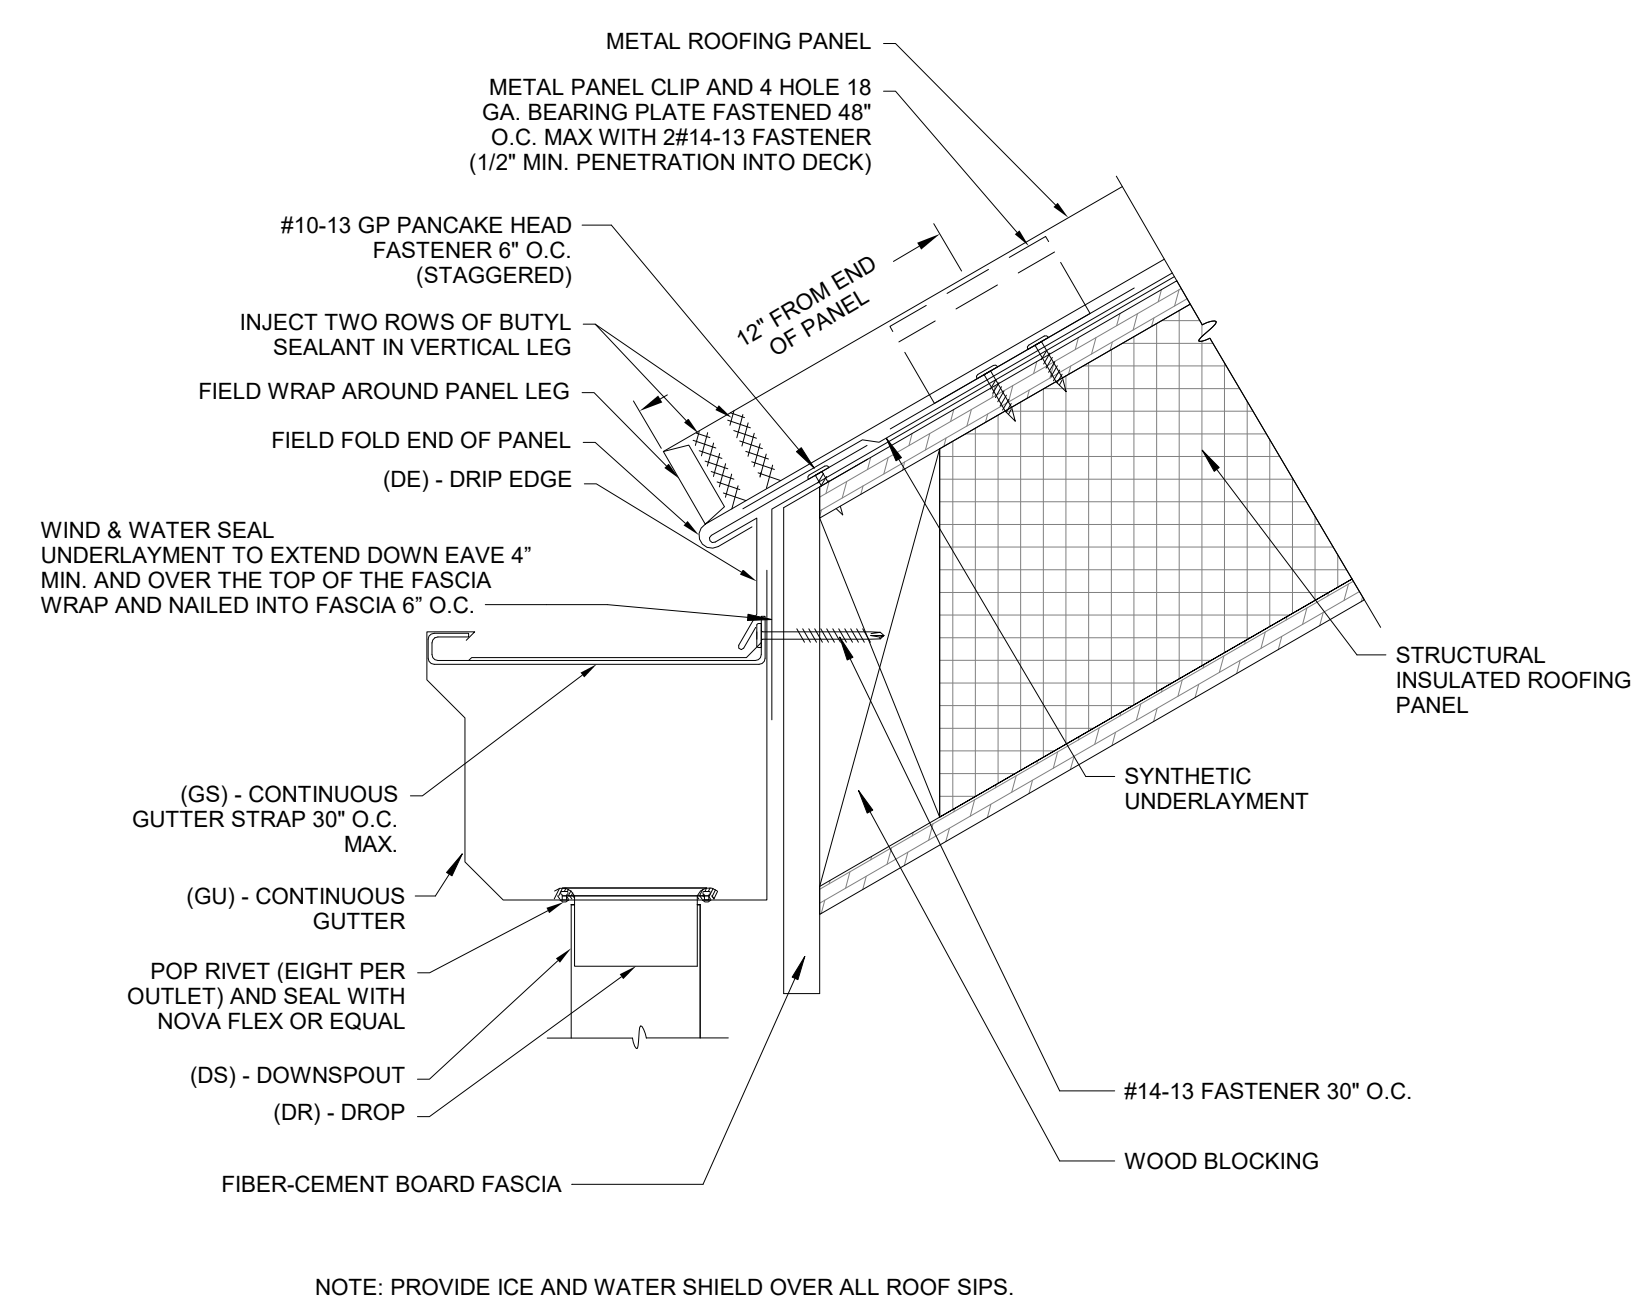 METAL ROOFING PANEL
METAL PANEL CLIP AND 4 HOLE 18
GA. BEARING PLATE FASTENED 48"
O.C. MAX WITH 2#14-13 FASTENER
(1/2" MIN. PENETRATION INTO DECK)
#10-13 GP PANCAKE HEAD
FASTENER 6" O.C.
(STAGGERED)
12" FROM END
OF PANEL
INJECT TWO ROWS OF BUTYL
SEALANT IN VERTICAL LEG
FIELD WRAP AROUND PANEL LEG
FIELD FOLD END OF PANEL
(DE) - DRIP EDGE
WIND & WATER SEAL
UNDERLAYMENT TO EXTEND DOWN EAVE 4”
MIN. AND OVER THE TOP OF THE FASCIA
WRAP AND NAILED INTO FASCIA 6” O.C.
STRUCTURAL
INSULATED ROOFING
PANEL
SYNTHETIC
UNDERLAYMENT
(GS) - CONTINUOUS
GUTTER STRAP 30" O.C.
MAX.
(GU) - CONTINUOUS
GUTTER
POP RIVET (EIGHT PER
OUTLET) AND SEAL WITH
NOVA FLEX OR EQUAL
(DS) - DOWNSPOUT
(DR) - DROP
#14-13 FASTENER 30" O.C.
WOOD BLOCKING
FIBER-CEMENT BOARD FASCIA
NOTE: PROVIDE ICE AND WATER SHIELD OVER ALL ROOF SIPS.